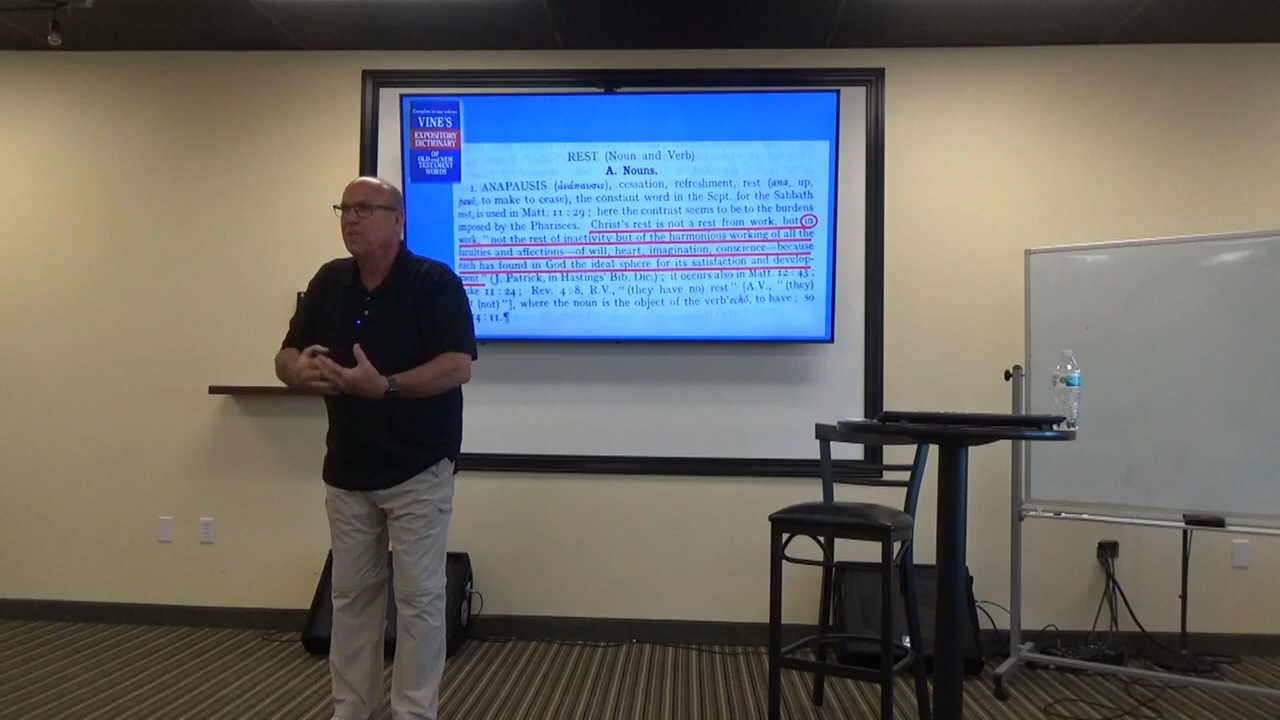 Complete in one volume
VINE'S
EXPOSITORY
DICTIONARY
OF
OLD and NEW
TESTAMENT
WORDS
REST (Noun and Verb)
A. Nouns.
1. ANAPAUSIS (ἀνάπαυσις), cessation, refreshment, rest (ana, up,
pauō, to make to cease), the constant word in the Sept. for the Sabbath
rest, is used in Matt. 11 : 29 ; here the contrast seems to be to the burdens
imposed by the Pharisees. Christ's rest is not a rest from work, but in
work, " not the rest of inactivity but of the harmonious working of all the
faculties and affections—of will, heart, imagination, conscience—because
each has found in God the ideal sphere for its satisfaction and develop-
ment " (J. Patrick, in Hastings' Bib. Dic.) ; it occurs also in Matt. 12 : 43 ;
11 : 24 ; Rev. 4 : 8, R.V., " (they have no) rest " [A.V., " (they)
(not) "], where the noun is the object of the verb echō, to have ; so
14 : 11.¶